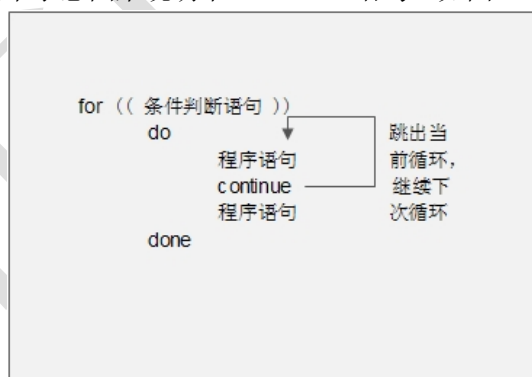 for (( 条件判断语句 ))
do
程序语句
continue
程序语句
done
跳出当
前循环，
继续下
次循环